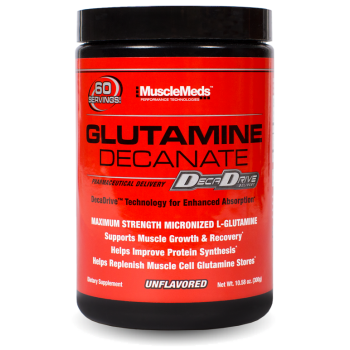 60
SERVINGS
MuscleMeds
PERFORMANCE TECHNOLOGIES
GLUTAMINE
DECANATE
PHARMACEUTICAL DELIVERY
DECADRIVE
DecaDrive™ Technology for Enhanced Absorption*
MAXIMUM STRENGTH MICRONIZED L-GLUTAMINE
Supports Muscle Growth & Recovery*
Helps Improve Protein Synthesis*
Helps Replenish Muscle Cell Glutamine Stores*
Dietary Supplement
UNFLAVORED
Net Wt. 10.58 oz. (300g)